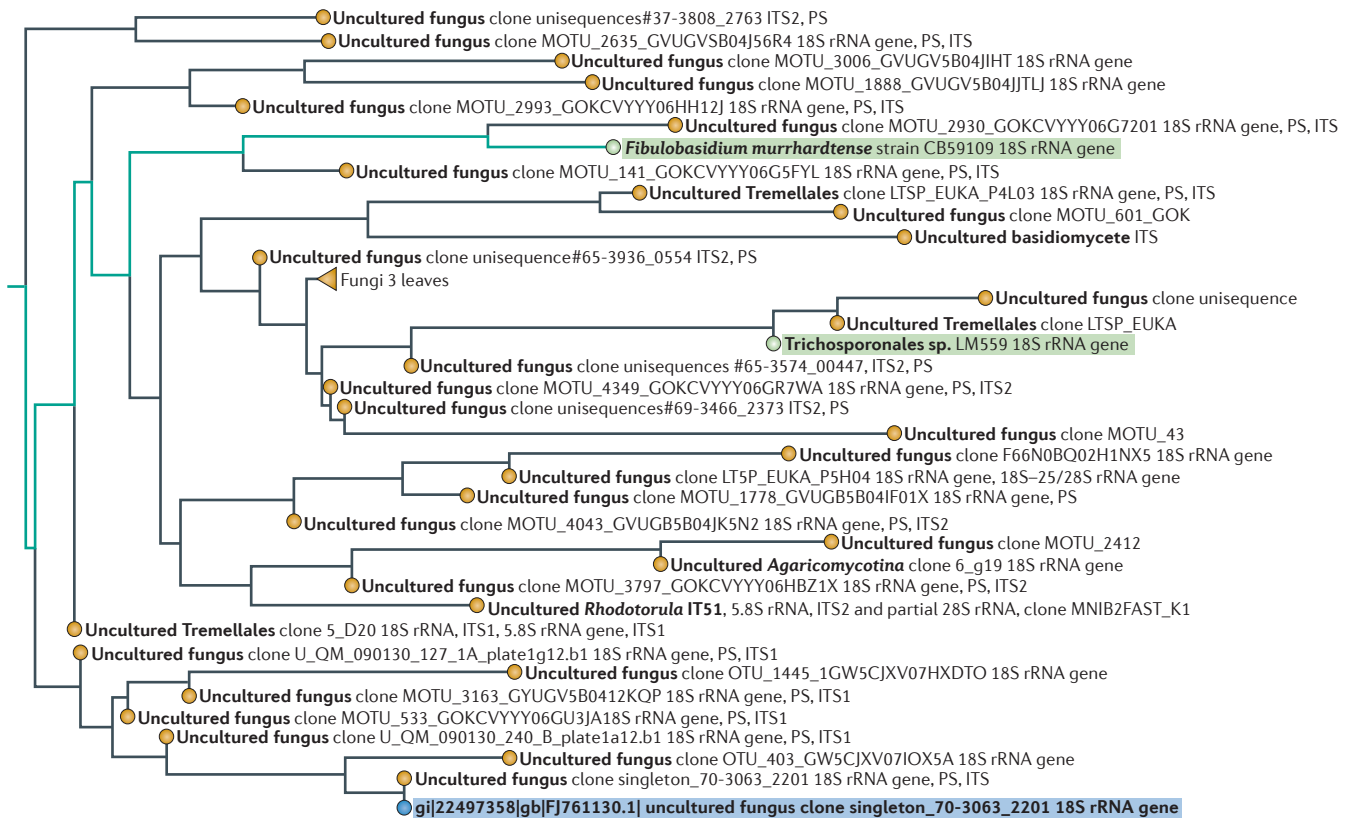 Uncultured fungus clone unisequences#37-3808_2763 ITS2, PS
Uncultured fungus clone MOTU_2635_GVUGVSB04J56R4 18S rRNA gene, PS, ITS
Uncultured fungus clone MOTU_3006_GVUGV5B04JIHT 18S rRNA gene
Uncultured fungus clone MOTU_1888_GVUGV5B04JJTLJ 18S rRNA gene
Uncultured fungus clone MOTU_2993_GOKCVYYY06HH12J 18S rRNA gene, PS, ITS
Uncultured fungus clone MOTU_2930_GOKCVYYY06G7201 18S rRNA gene, PS, ITS
Fibulobasidium murrhardtense strain CB59109 18S rRNA gene
Uncultured fungus clone MOTU_141_GOKCVYYY06G5FYL 18S rRNA gene, PS, ITS
Uncultured Tremellales clone LTSP_EUKA_P4L03 18S rRNA gene, PS, ITS
Uncultured fungus clone MOTU_601_GOK
Uncultured basidiomycete ITS
Uncultured fungus clone unisequence#65-3936_0554 ITS2, PS
Fungi 3 leaves
Uncultured fungus clone unisequence
Uncultured Tremellales clone LTSP_EUKA
Trichosporonales sp. LM559 18S rRNA gene
Uncultured fungus clone unisequences #65-3574_00447, ITS2, PS
Uncultured fungus clone MOTU_4349_GOKCVYYY06GR7WA 18S rRNA gene, PS, ITS2
Uncultured fungus clone unisequences#69-3466_2373 ITS2, PS
Uncultured fungus clone MOTU_43
Uncultured fungus clone F66N0BQ02H1NX5 18S rRNA gene
Uncultured fungus clone LT5P_EUKA_P5H04 18S rRNA gene, 18S–25/28S rRNA gene
Uncultured fungus clone MOTU_1778_GVUGB5B04IF01X 18S rRNA gene, PS
Uncultured fungus clone MOTU_4043_GVUGB5B04JK5N2 18S rRNA gene, PS, ITS2
Uncultured fungus clone MOTU_2412
Uncultured Agaricomycotina clone 6_g19 18S rRNA gene
Uncultured fungus clone MOTU_3797_GOKCVYYY06HBZ1X 18S rRNA gene, PS, ITS2
Uncultured Rhodotorula IT51, 5.8S rRNA, ITS2 and partial 28S rRNA, clone MNIB2FAST_K1
Uncultured Tremellales clone 5_D20 18S rRNA, ITS1, 5.8S rRNA gene, ITS1
Uncultured fungus clone U_QM_090130_127_1A_plate1g12.b1 18S rRNA gene, PS, ITS1
Uncultured fungus clone OTU_1445_1GW5CJXV07HXDTO 18S rRNA gene
Uncultured fungus clone MOTU_3163_GYUGV5B0412KQP 18S rRNA gene, PS, ITS1
Uncultured fungus clone MOTU_533_GOKCVYYY06GU3JA18S rRNA gene, PS, ITS1
Uncultured fungus clone U_QM_090130_240_B_plate1a12.b1 18S rRNA gene, PS, ITS1
Uncultured fungus clone OTU_403_GW5CJXV07IOX5A 18S rRNA gene
Uncultured fungus clone singleton_70-3063_2201 18S rRNA gene, PS, ITS
gi|22497358|gb|FJ761130.1| uncultured fungus clone singleton_70-3063_2201 18S rRNA gene